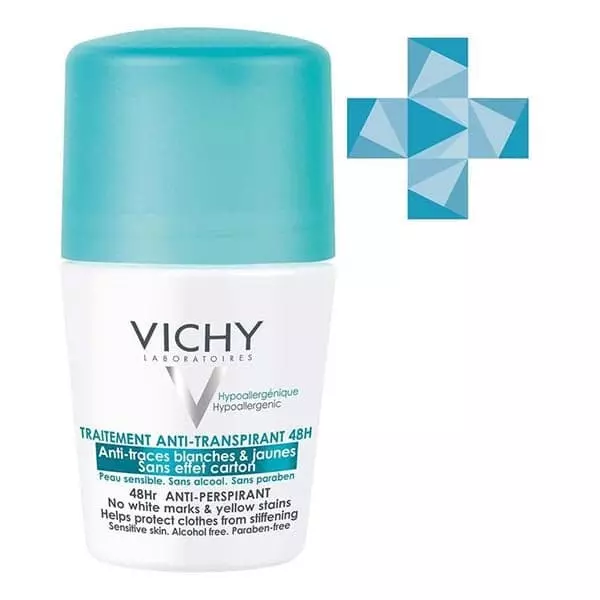 VICHY
LABORATOIRES
Hypoallergénique
Hypoallergenic
TRAITEMENT ANTI-TRANSPIRANT 48H
Anti-traces blanches & jaunes
Sans effet carton
Peau sensible. Sans alcool. Sans paraben
48Hr ANTI-PERSPIRANT
No white marks & yellow stains
Helps protect clothes from stiffening
Sensitive skin. Alcohol free. Paraben-free